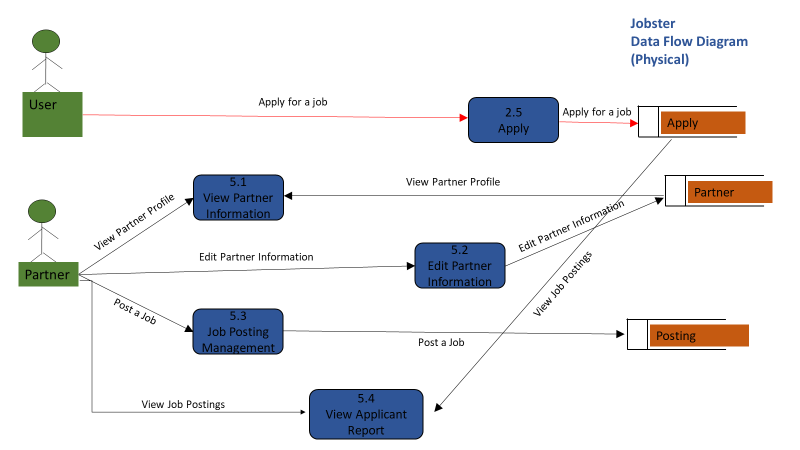 Jobster
Data Flow Diagram
(Physical)
User
Apply for a job
2.5
Apply
Apply for a job
Apply
5.1
View Partner
Information
View Partner Profile
Partner
View Partner Profile
Edit Partner Information
Partner
Edit Partner Information
5.2
Edit Partner
Information
View Job Postings
Post a Job
5.3
Job Posting
Management
Post a Job
Posting
View Job Postings
5.4
View Applicant
Report